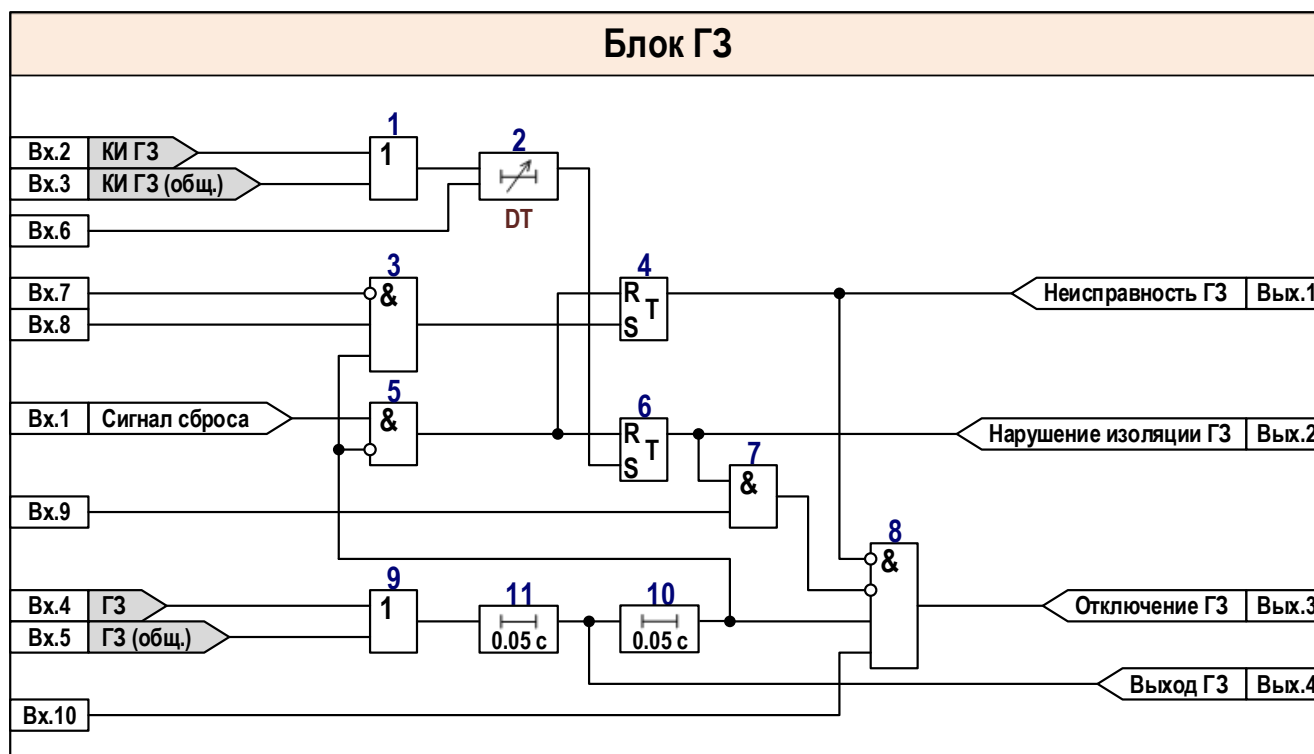 Блок ГЗ
1
2
Вх.2 КИ ГЗ
1
Вх.3 КИ ГЗ (общ.)
DT
Вх.6
3
4
Вх.7
&
R
T
Неисправность ГЗ Вых.1
Вх.8
S
5
6
Вх.1 Сигнал сброса
&
R
T
Нарушение изоляции ГЗ Вых.2
S
7
&
Вх.9
8
&
9
11
10
Вх.4 ГЗ
1
Отключение ГЗ Вых.3
Вх.5 ГЗ (общ.)
0.05 с
0.05 с
Выход ГЗ Вых.4
Вх.10